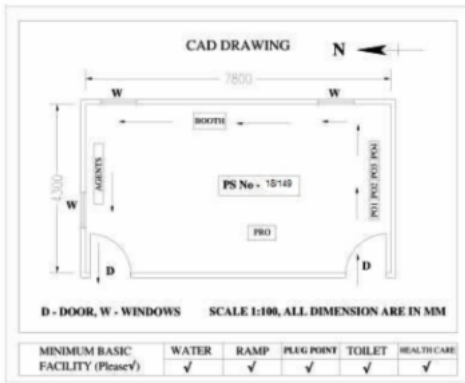 CAD DRAWING
N
7800
W W
BOOTH
4300
AGENTS
PS No - 18/149
PO1 PO2 PO3 PO4
W
PRO
D D
D - DOOR, W - WINDOWS SCALE 1:100, ALL DIMENSION ARE IN MM
MINIMUM BASIC FACILITY (Please√) WATER RAMP PLUG POINT TOILET HEALTH CARE
√ √ √ √ √